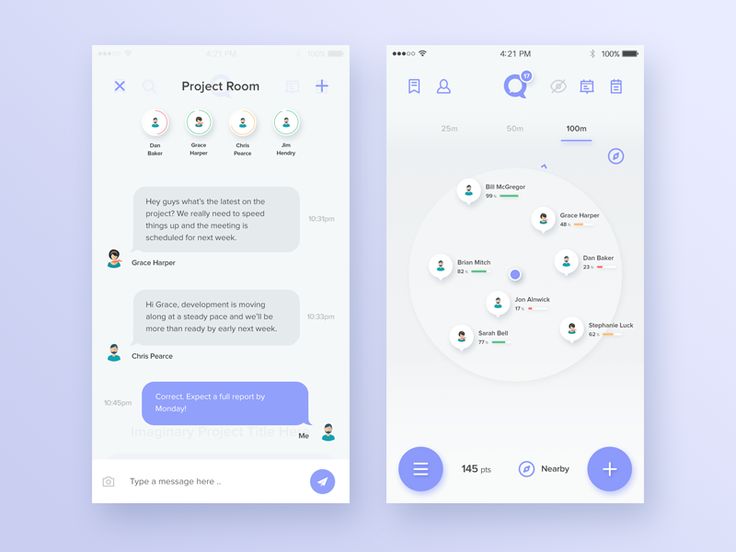 4:21 PM
100%
Project Room
Dan
Baker
Grace
Harper
Chris
Pearce
Jim
Hendry
Hey guys what's the latest on the
project? We really need to speed
things up and the meeting is
scheduled for next week.
10:31pm
Grace Harper
Hi Grace, development is moving
along at a steady pace and we'll be
more than ready by early next week.
10:33pm
Chris Pearce
10:45pm
Correct. Expect a full report by
Monday!
Imaginary Project Title He
Me
Type a message here ..
4:21 PM
100%
17
25m
50m
100m
Bill McGregor
99 %
Grace Harper
48 %
Brian Mitch
82 %
Dan Baker
23 %
Jon Alnwick
17 %
Stephanie Luck
62 %
Sarah Bell
77 %
145 pts
Nearby